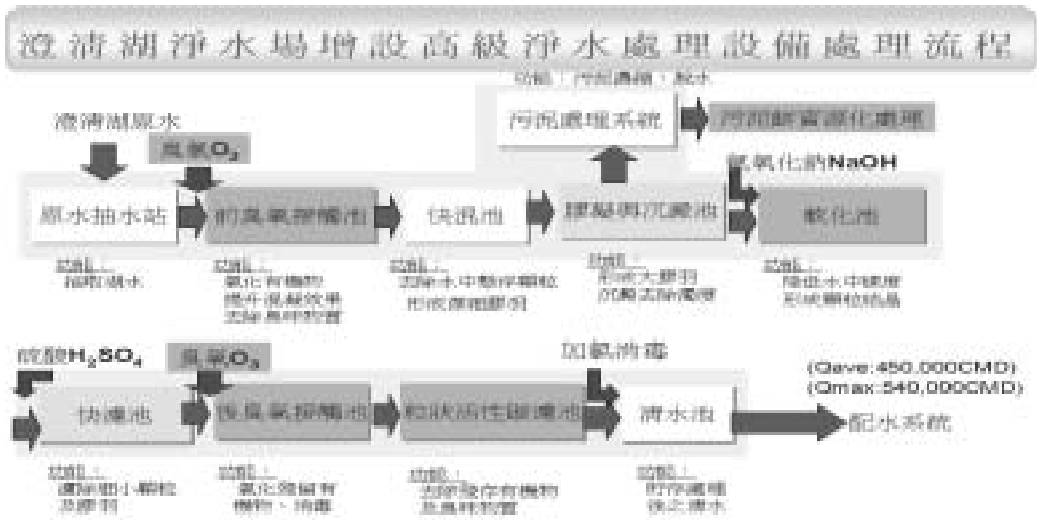 澄清湖淨水場增設高級淨水處理設備處理流程
功能：污泥濃縮、脫水
澄清湖原水
污泥處理系統
污泥餅資源化處理
臭氧O₃
氫氧化鈉NaOH
原水抽水站
前臭氧接觸池
快混池
膠凝與沉澱池
軟化池
功能：
抽取湖水
功能：
氧化有機物
提升混凝效果
去除臭味物質
功能：
去除水中懸浮顆粒
形成微細膠羽
功能：
形成大膠羽
沉澱去除濁度
功能：
降低水中硬度
形成顆粒結晶
硫酸H₂SO₄
臭氧O₃
加氯消毒
(Qave:450,000CMD)
(Qmax:540,000CMD)
快濾池
後臭氧接觸池
粒狀活性碳濾池
清水池
配水系統
功能：
濾除細小顆粒
及膠羽
功能：
氧化殘留有
機物、消毒
功能：
去除殘存有機物
及臭味物質
功能：
貯存處理
後之清水